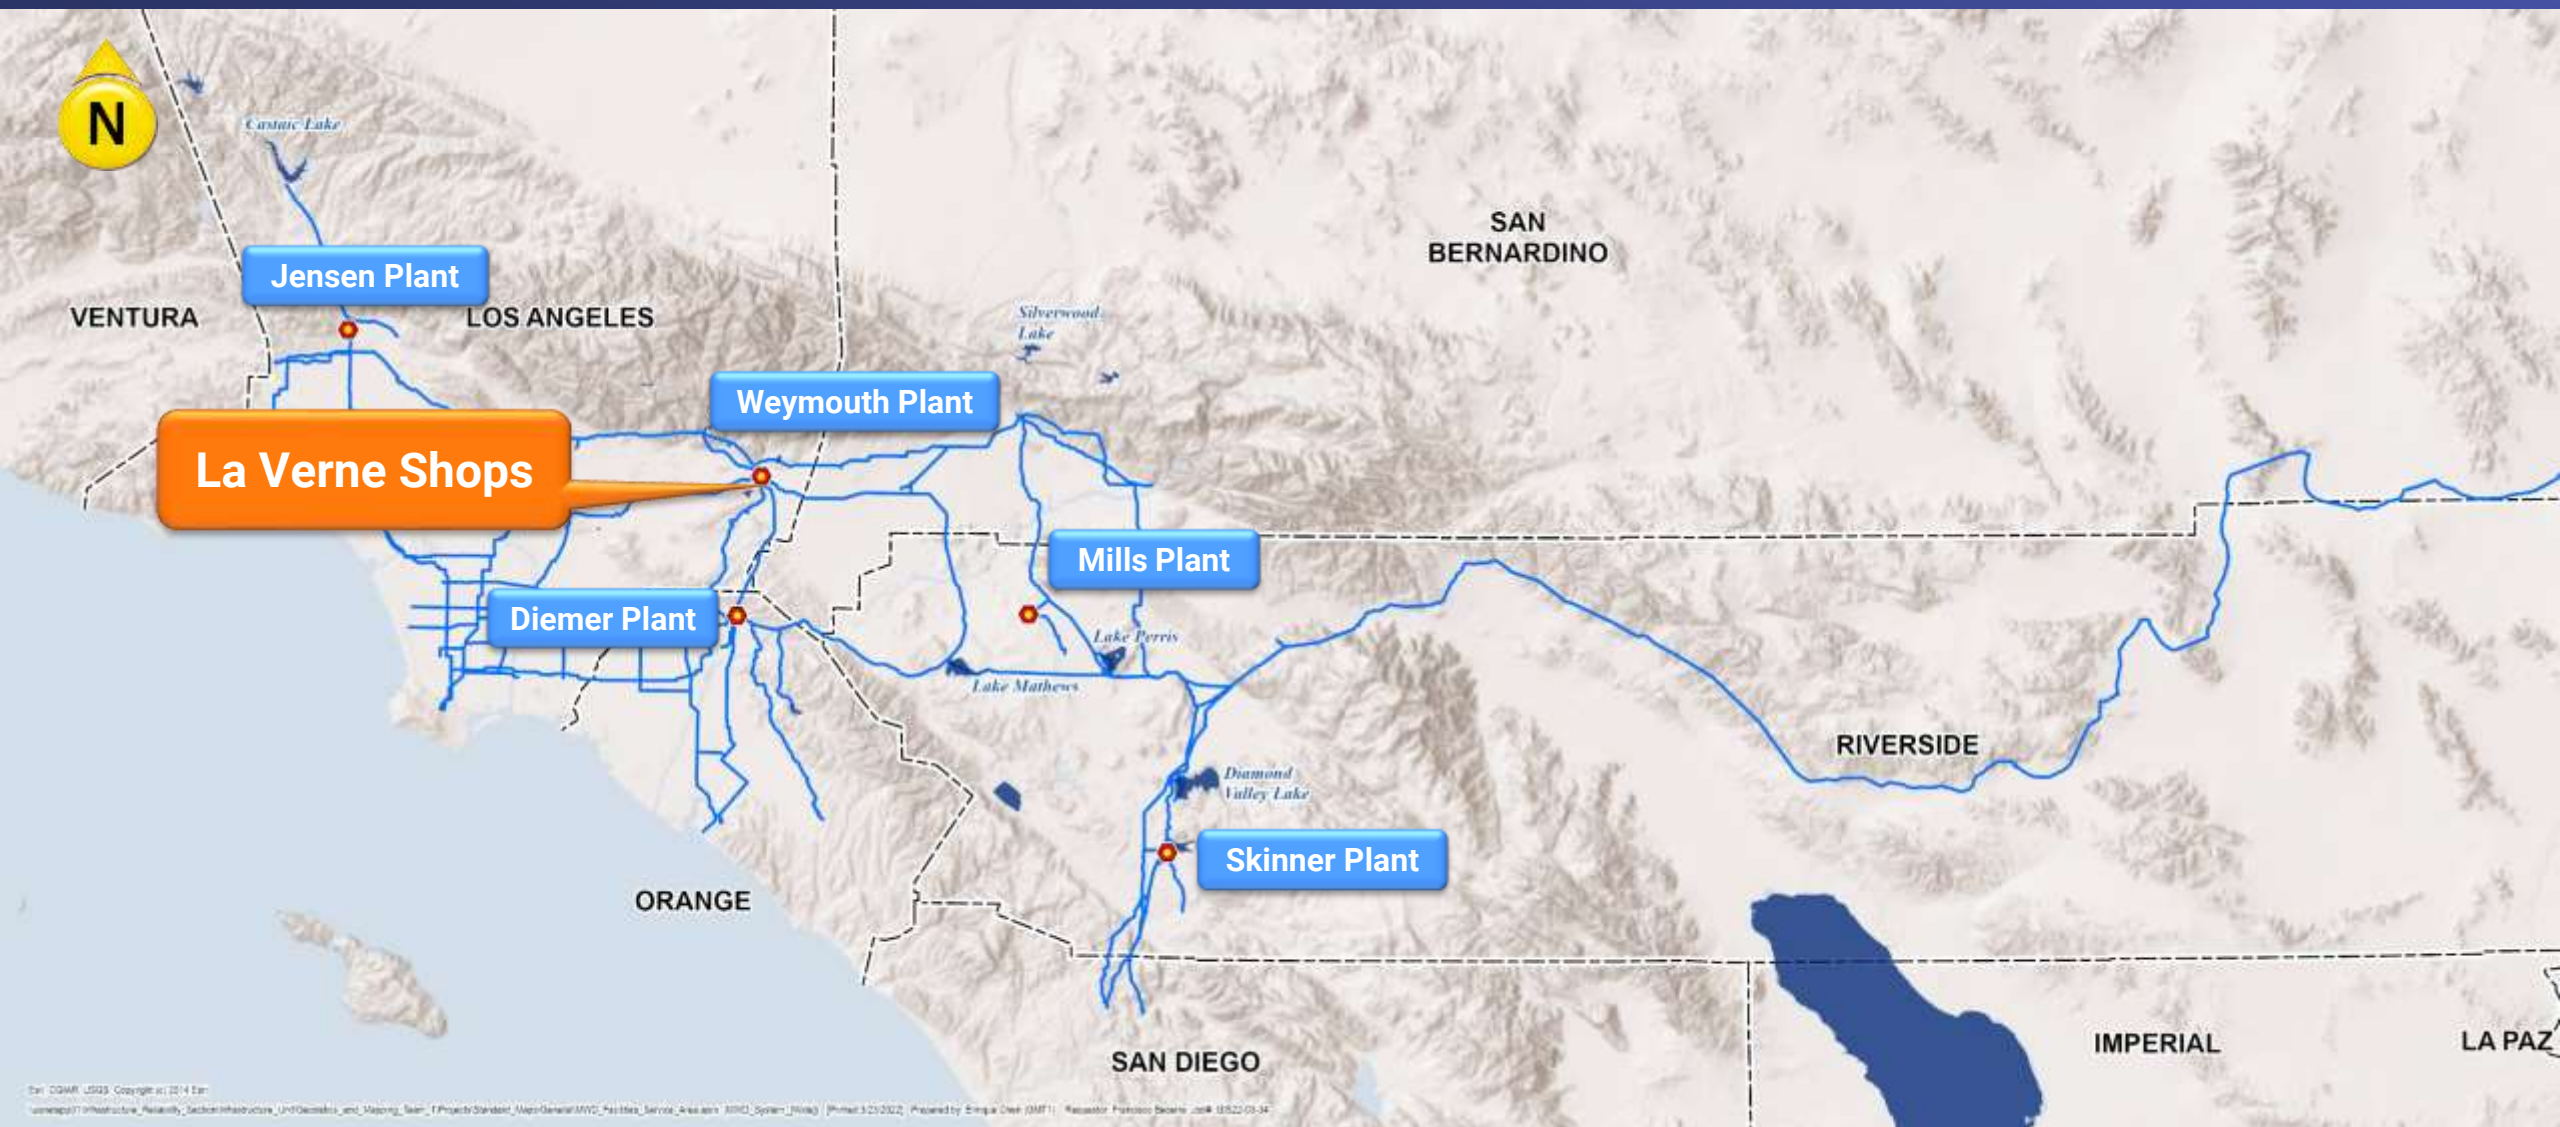 N
Castaic Lake
SAN
BERNARDINO
Jensen Plant
VENTURA
LOS ANGELES
Silverwood
Lake
Weymouth Plant
La Verne Shops
Mills Plant
Diemer Plant
Lake Perris
Lake Mathews
RIVERSIDE
Diamond
Valley Lake
Skinner Plant
ORANGE
IMPERIAL
LA PAZ
SAN DIEGO